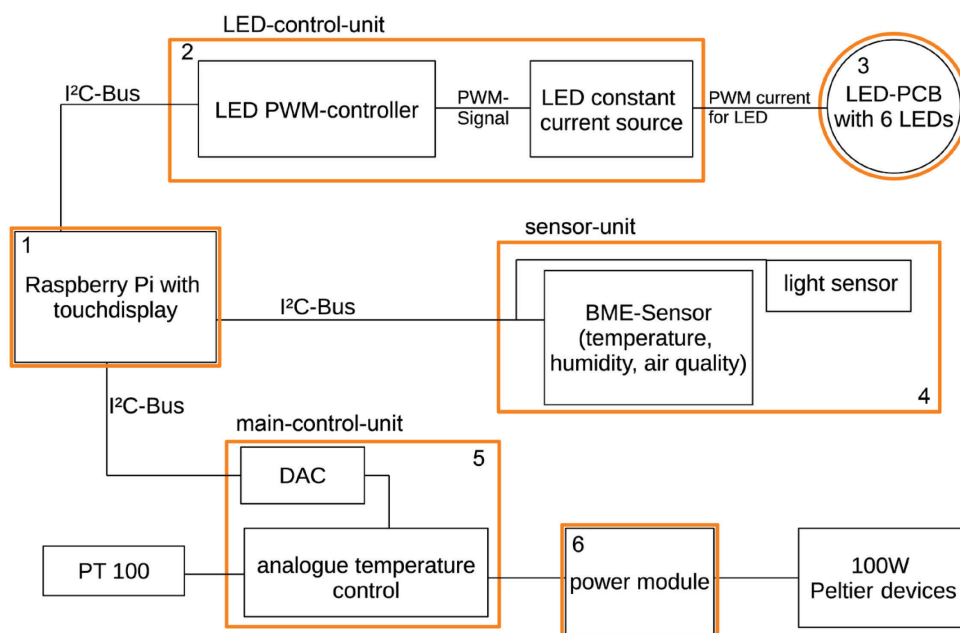 LED-control-unit
2
LED PWM-controller
PWM-
Signal
LED constant
current source
PWM current
for LED
3
LED-PCB
with 6 LEDs
I²C-Bus
1
Raspberry Pi with
touchdisplay
I²C-Bus
sensor-unit
light sensor
BME-Sensor
(temperature,
humidity, air quality)
4
I²C-Bus
main-control-unit
5
DAC
PT 100
analogue temperature
control
6
power module
100W
Peltier devices